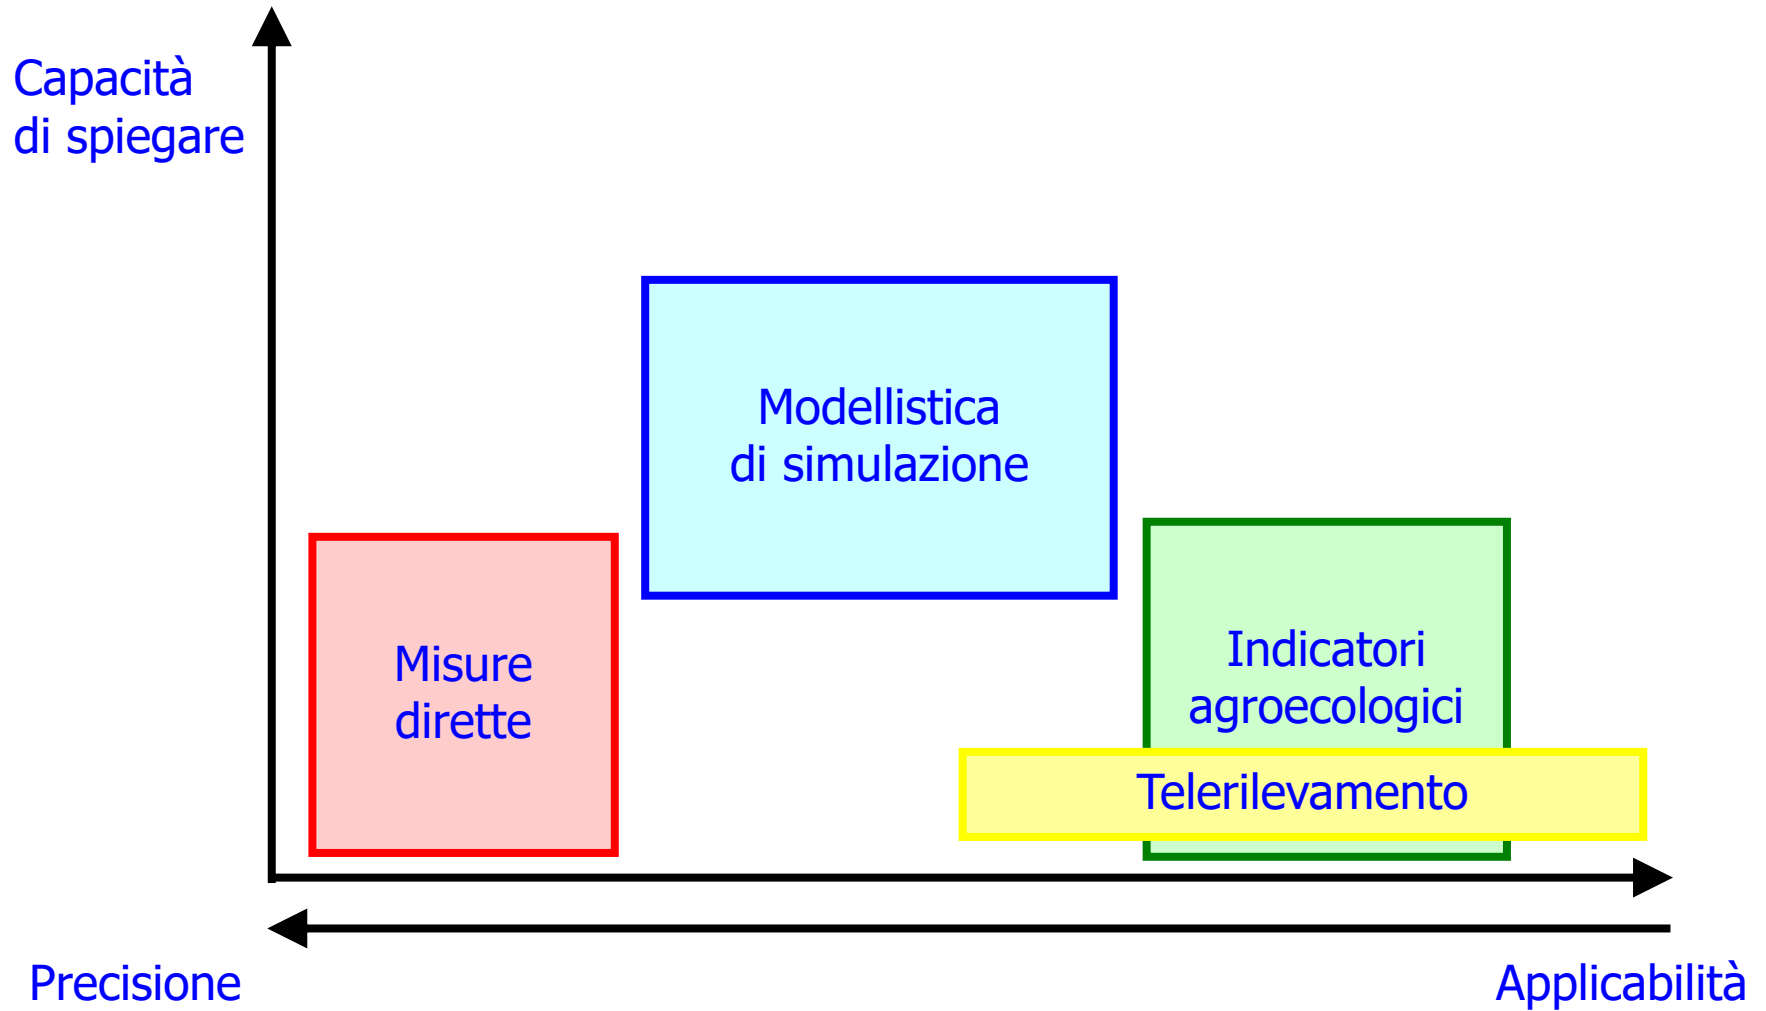 Capacità
di spiegare
Modellistica
di simulazione
Misure
dirette
Indicatori
agroecologici
Telerilevamento
Precisione
Applicabilità